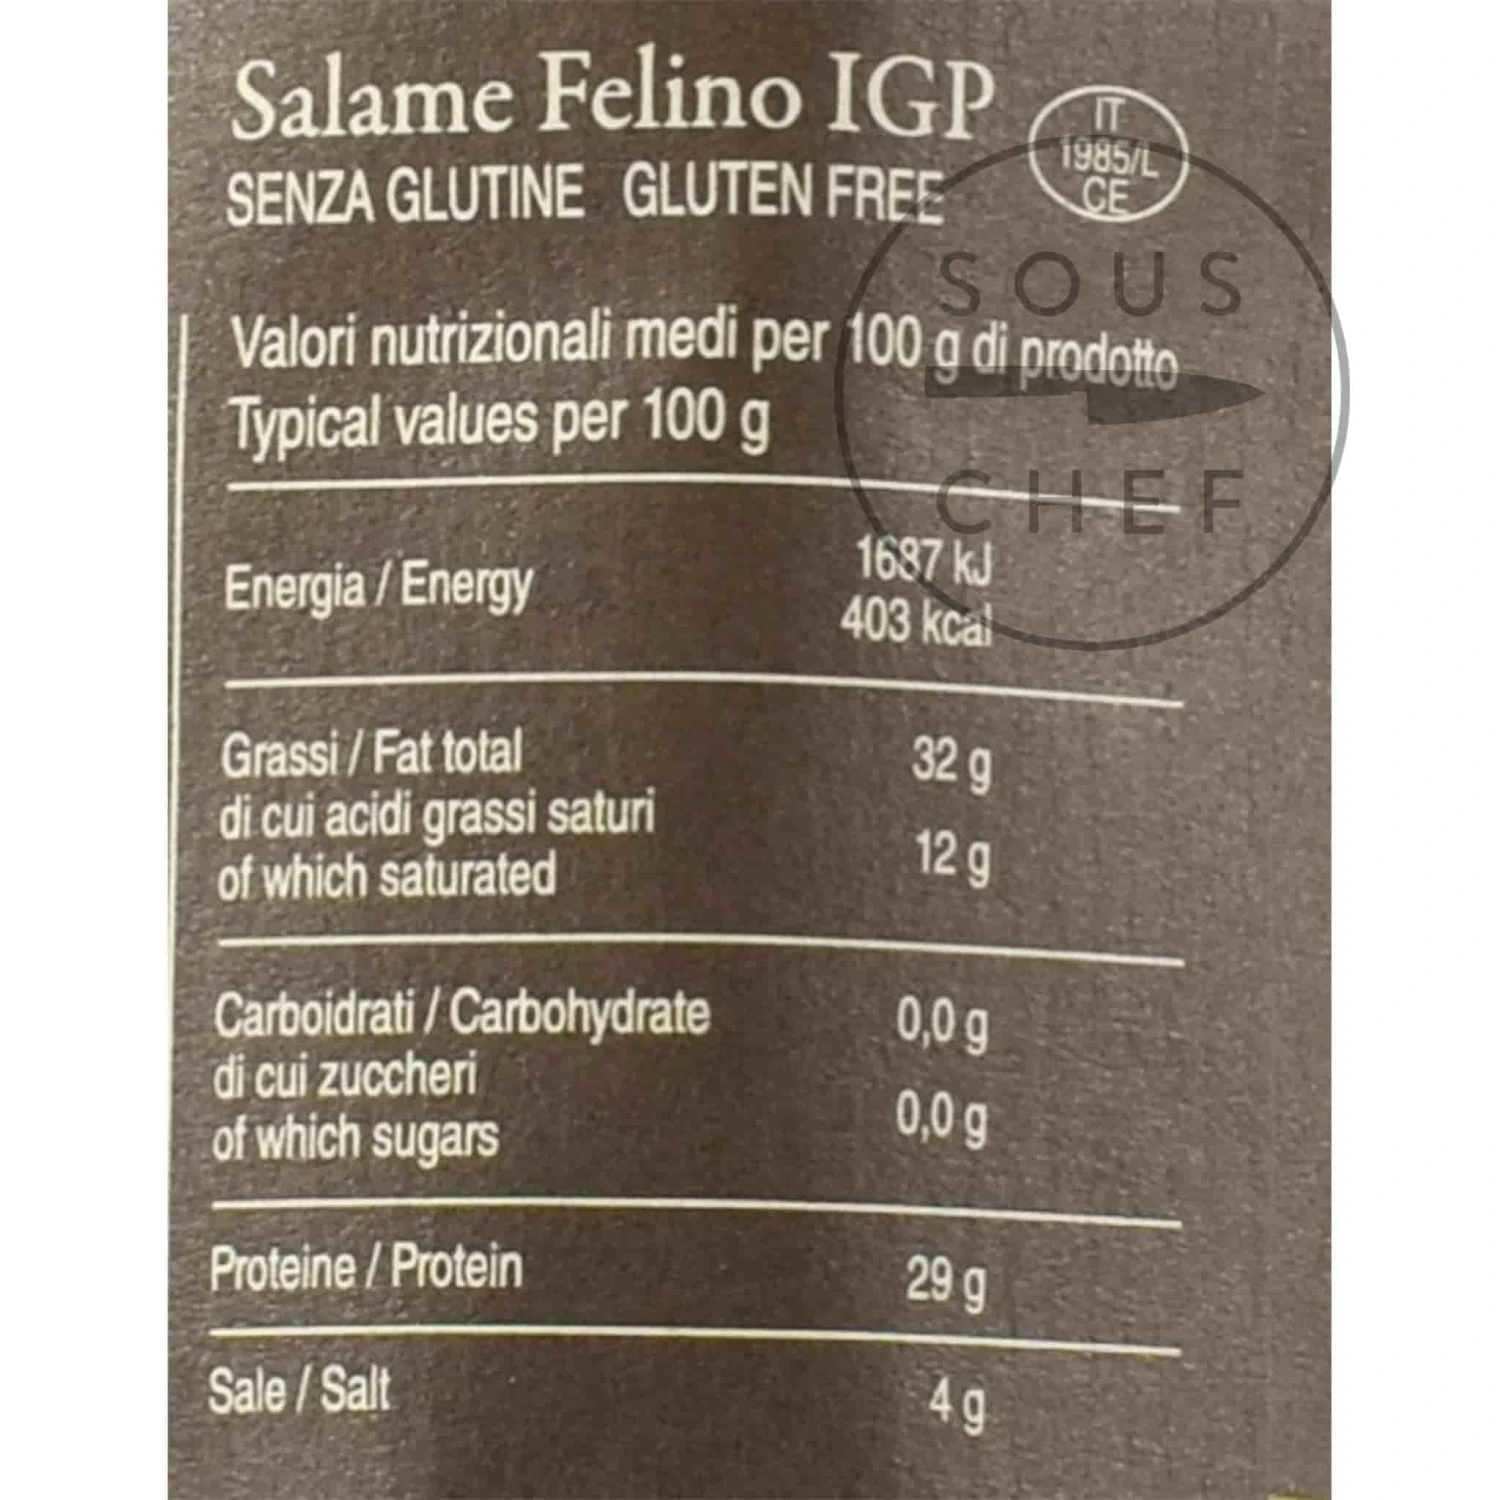 Salame Felino IGP
IT
1985/L
CE
SENZA GLUTINE GLUTEN FREE
SOUS
CHEF
Valori nutrizionali medi per 100 g di prodotto
Typical values per 100 g
Energia / Energy
1687 kJ
403 kcal
Grassi / Fat total
32 g
di cui acidi grassi saturi
of which saturated
12 g
Carboidrati / Carbohydrate
0,0 g
di cui zuccheri
of which sugars
0,0 g
Proteine / Protein
29 g
Sale / Salt
4 g